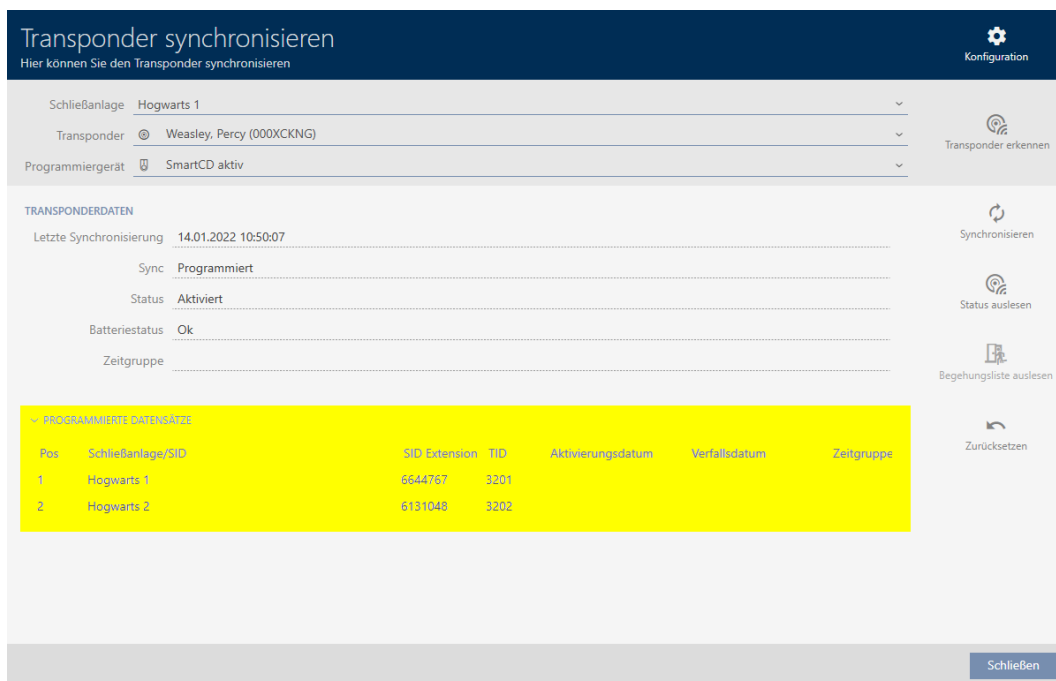 Transponder synchronisieren
Hier können Sie den Transponder synchronisieren
Konfiguration
Schließanlage Hogwarts 1
Transponder Weasley, Percy (000XCKNG)
Programmiergerät SmartCD aktiv
Transponder erkennen
TRANSPONDERDATEN
Letzte Synchronisierung 14.01.2022 10:50:07
Sync Programmiert
Status Aktiviert
Batteriestatus Ok
Zeitgruppe
Synchronisieren
Status auslesen
Begehungsliste auslesen
Zurücksetzen
PROGRAMMIERTE DATENSÄTZE
Pos Schließanlage/SID SID Extension TID Aktivierungsdatum Verfallsdatum Zeitgruppe
1 Hogwarts 1 6644767 3201
2 Hogwarts 2 6131048 3202
Schließen